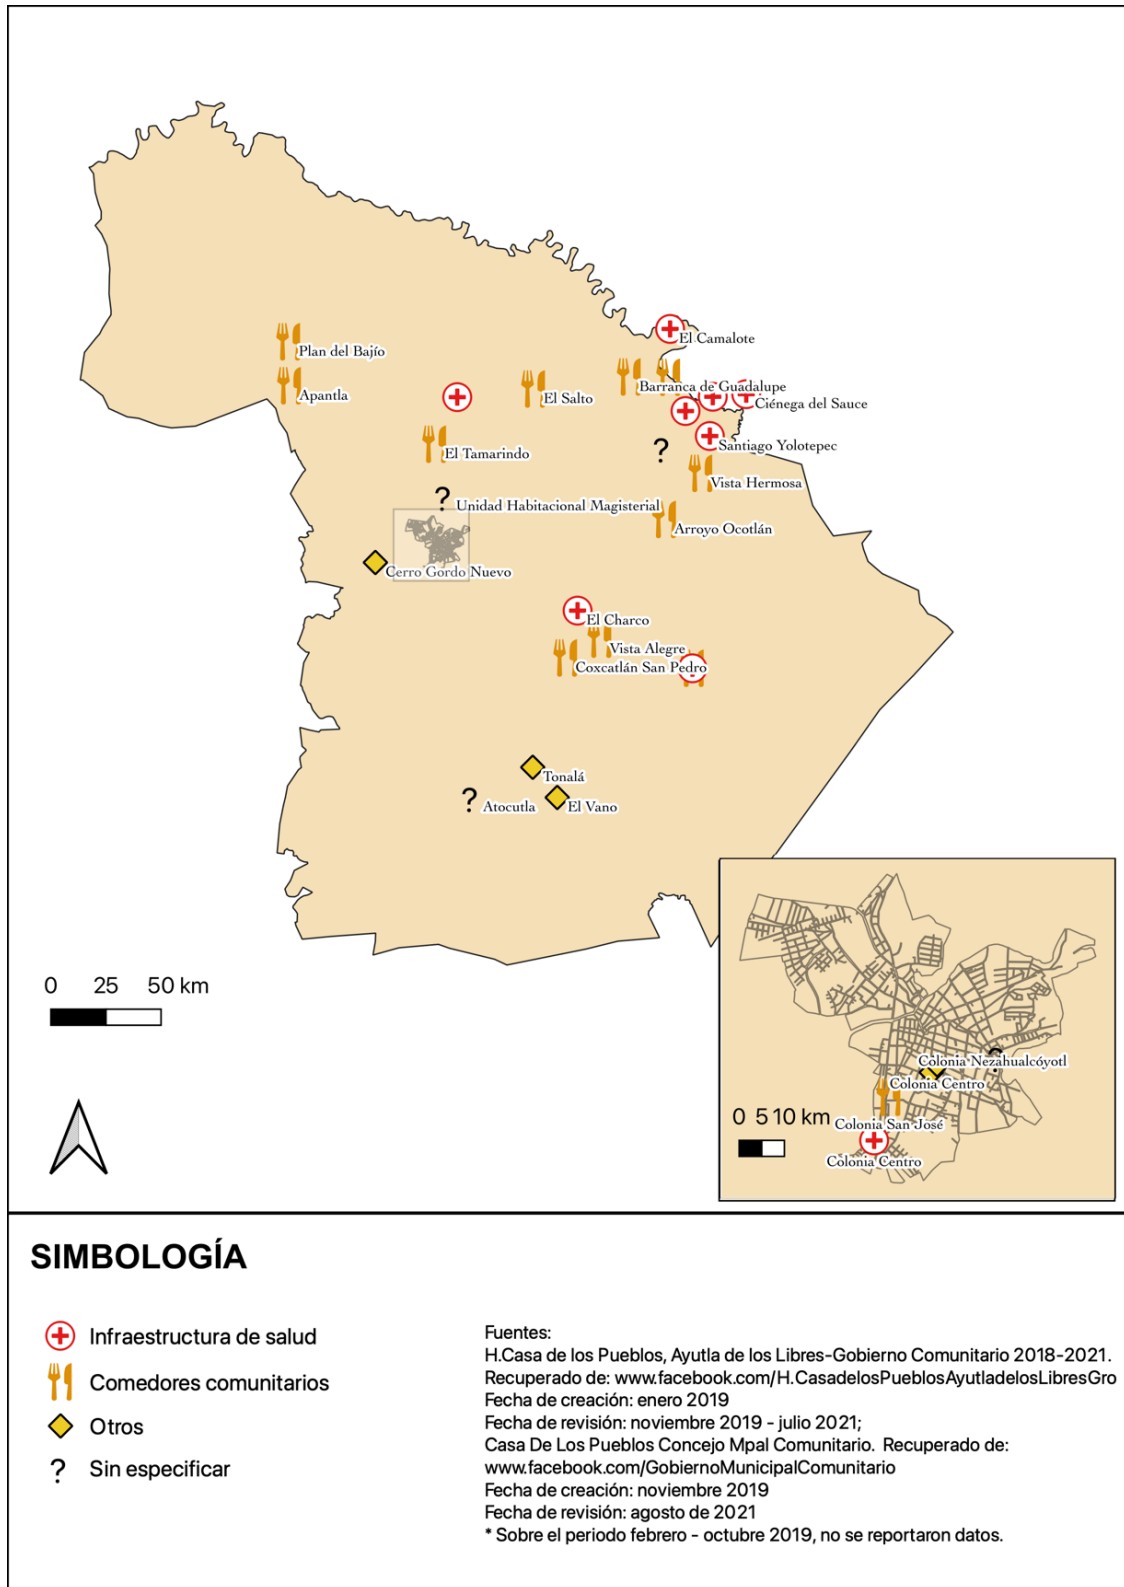 El Camalote
Plan del Bajío
Barranca de Guadalupe
Apantla
El Salto
Ciénega del Sauce
Santiago Yolotepec
El Tamarindo
Vista Hermosa
?
? Unidad Habitacional Magisterial
Arroyo Ocotlán
Cerro Gordo Nuevo
El Charco
Vista Alegre
Coxcatlán San Pedro
Tonalá
? Atocutla
El Vano
0 25 50 km
?
Colonia Nezahualcóyotl
Colonia Centro
0 5 10 km
Colonia San José
Colonia Centro
SIMBOLOGÍA
Infraestructura de salud
Comedores comunitarios
Otros
? Sin especificar
Fuentes:
H.Casa de los Pueblos, Ayutla de los Libres-Gobierno Comunitario 2018-2021.
Recuperado de: www.facebook.com/H.CasadelosPueblosAyutladelosLibresGro
Fecha de creación: enero 2019
Fecha de revisión: noviembre 2019 - julio 2021;
Casa De Los Pueblos Concejo Mpal Comunitario. Recuperado de:
www.facebook.com/GobiernoMunicipalComunitario
Fecha de creación: noviembre 2019
Fecha de revisión: agosto de 2021
* Sobre el periodo febrero - octubre 2019, no se reportaron datos.